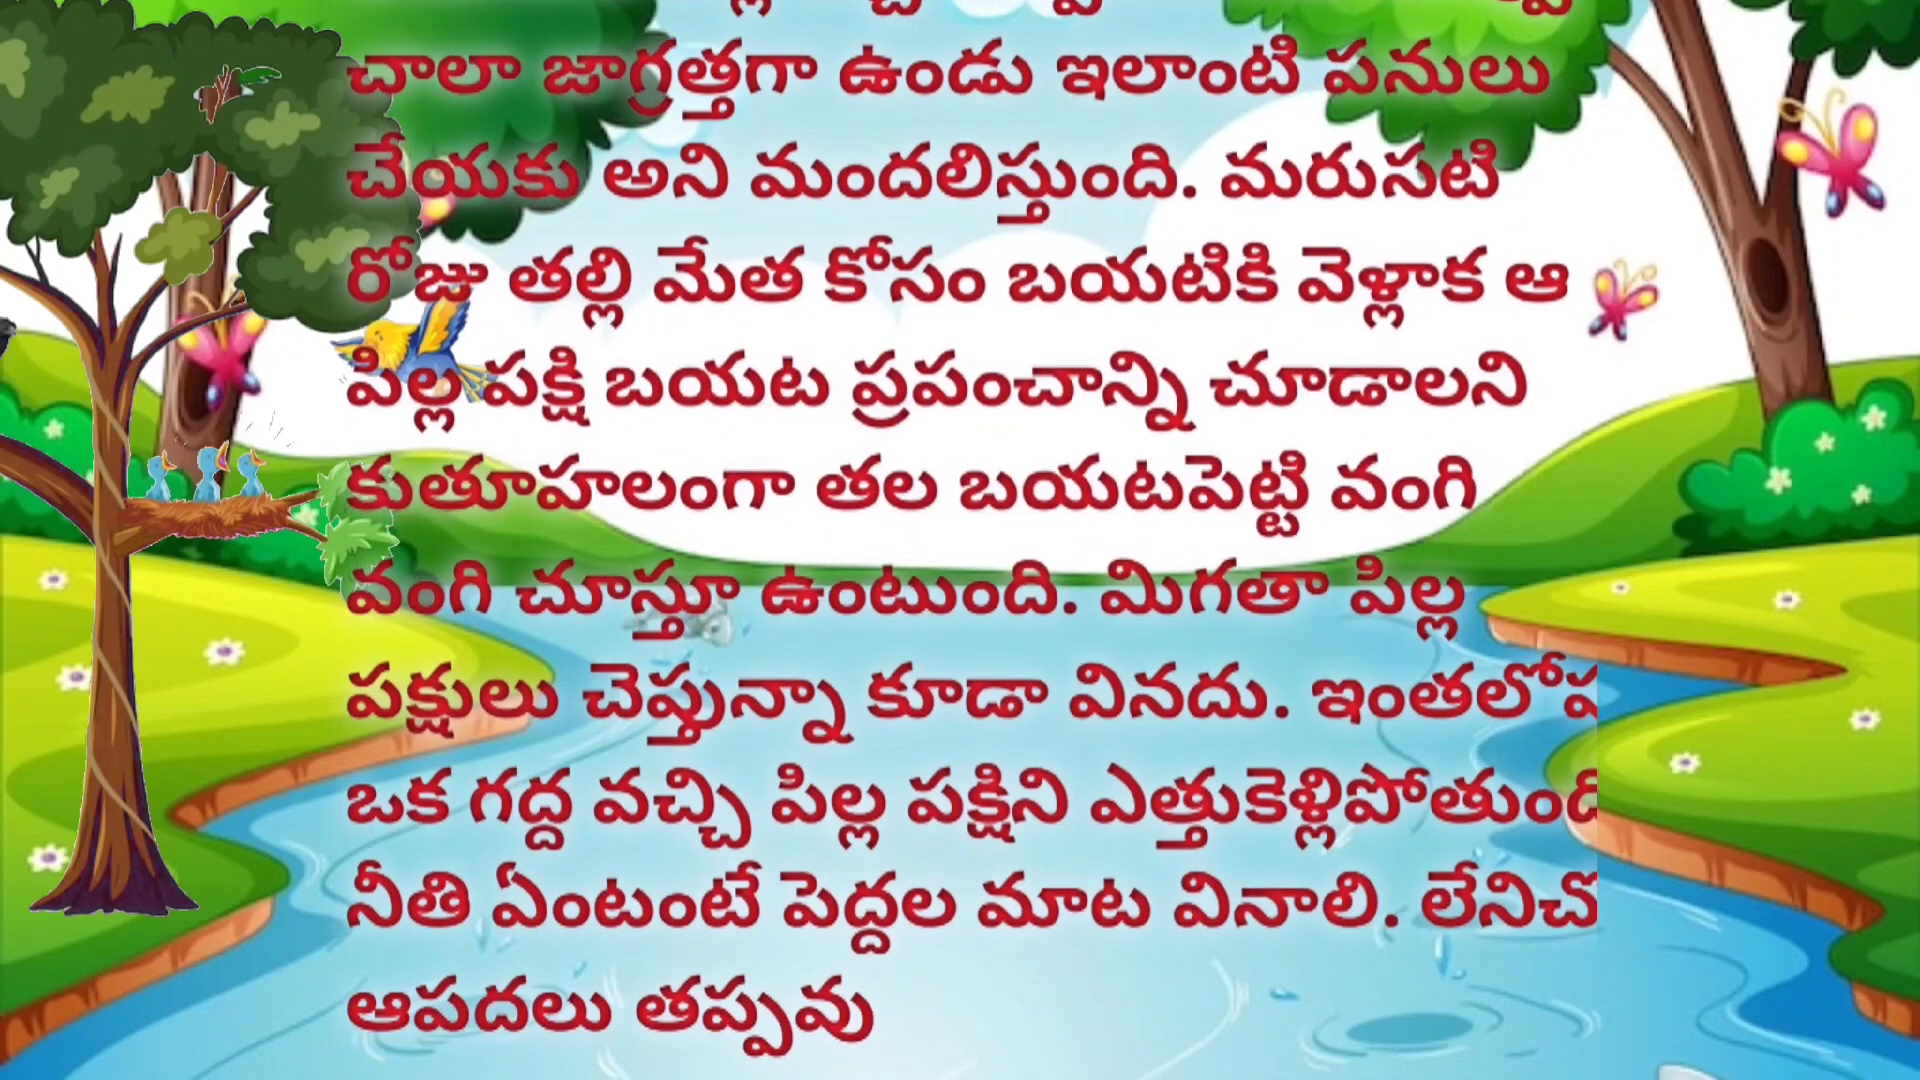 చాలా జాగ్రత్తగా ఉండు ఇలాంటి పనులు
చేయకు అని మందలిస్తుంది. మరుసటి
రోజు తల్లి మేత కోసం బయటికి వెళ్లాక ఆ
పిల్ల పక్షి బయట ప్రపంచాన్ని చూడాలని
కుతూహలంగా తల బయటపెట్టి వంగి
వంగి చూస్తూ ఉంటుంది. మిగతా పిల్ల
పక్షులు చెప్తున్నా కూడా వినదు.
ఒక గద్ద వచ్చి పిల్ల పక్షిని ఎత్తుకెళ్లిపోతుంది
నీతి ఏంటంటే పెద్దల మాట వినాలి.
ఆపదలు తప్పవు